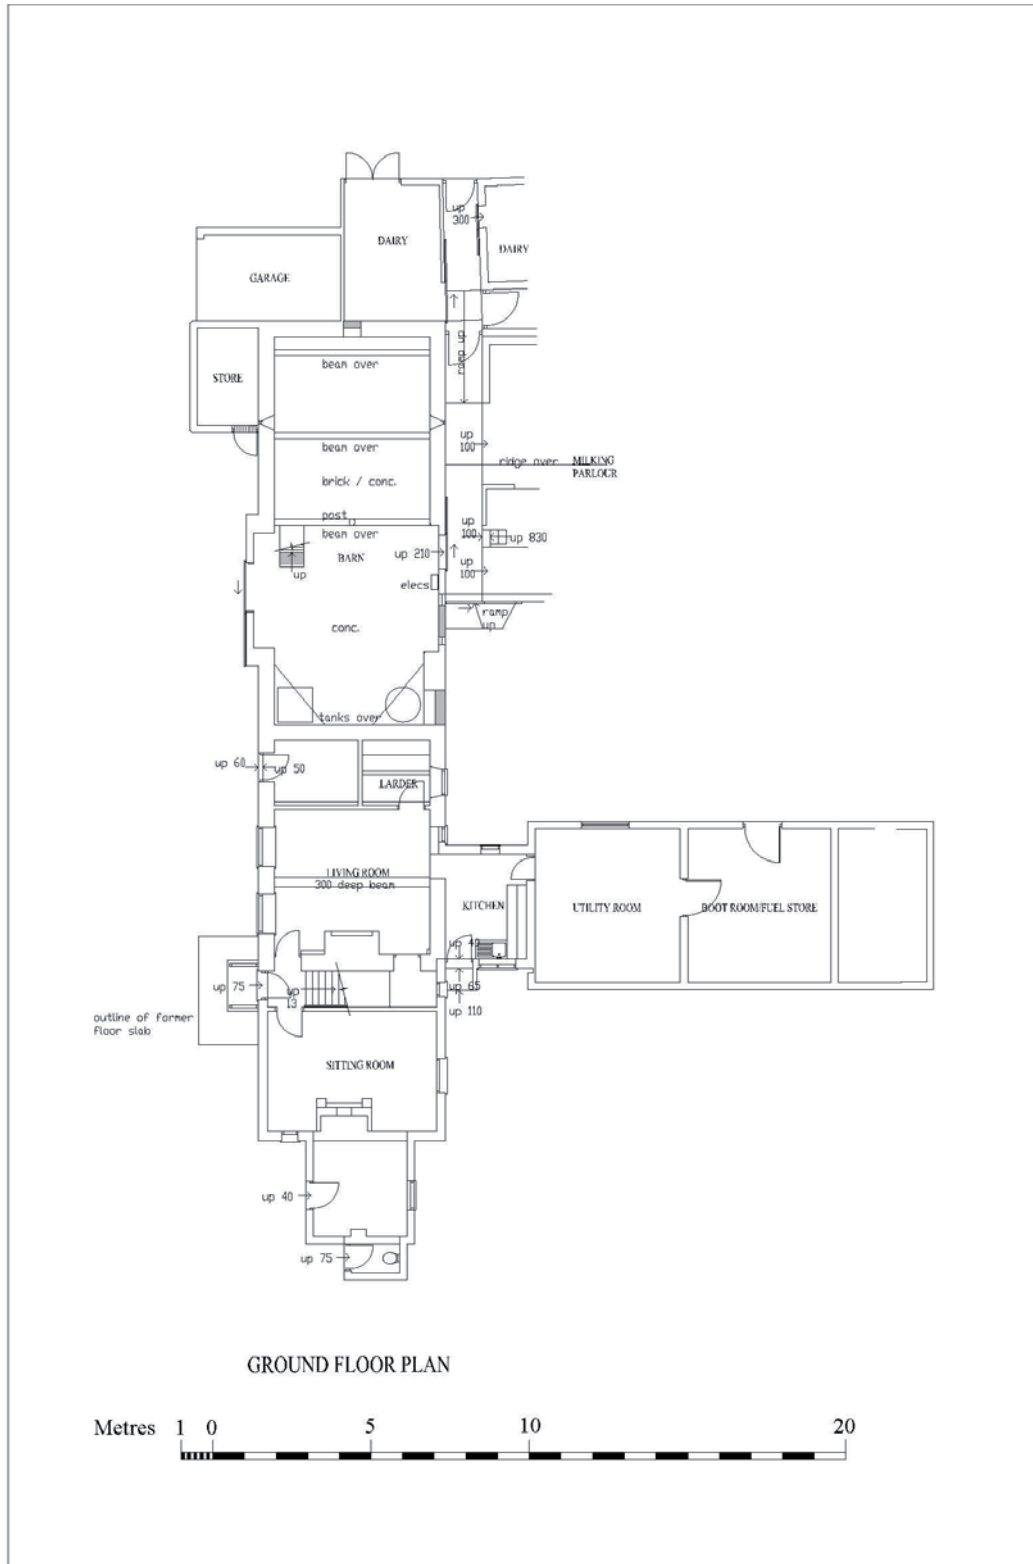 up
300
DAIRY
DAIRY
GARAGE
ramp up
beam over
STORE
up
100
beam over
ridge over
MILKING
PARLOUR
brick / conc.
post
up
100
beam over
up 830
BARN
up 210
up
100
up
elecs
ramp
up
conc.
tanks over
up 60
up 50
LARDER
LIVING ROOM
300 deep beam
KITCHEN
UTILITY ROOM
BOOT ROOM/FUEL STORE
up 40
up 75
up
13
up 65
up 110
outline of former
floor slab
SITTING ROOM
up 40
up 75
GROUND FLOOR PLAN
Metres 1 0 5 10 20